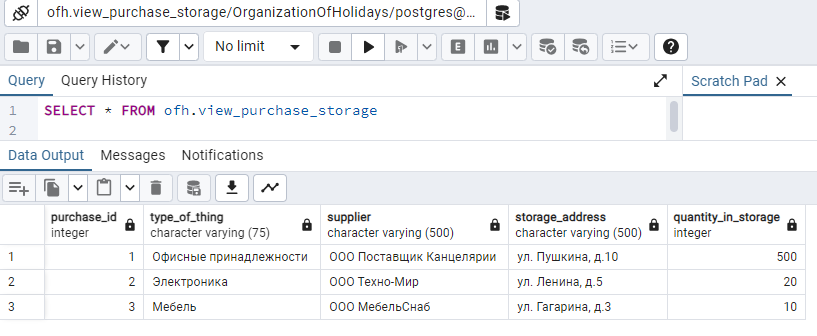 ofh.view_purchase_storage/OrganizationOfHolidays/postgres@...
No limit
E
Query
Query History
Scratch Pad
1 SELECT * FROM ofh.view_purchase_storage
2
Data Output
Messages
Notifications
purchase_id type_of_thing supplier storage_address quantity_in_storage
integer character varying (75) character varying (500) character varying (500) integer
1 1 Офисные принадлежности ООО Поставщик Канцелярии ул. Пушкина, д.10 500
2 2 Электроника ООО Техно-Мир ул. Ленина, д.5 20
3 3 Мебель ООО МебельСнаб ул. Гагарина, д.3 10